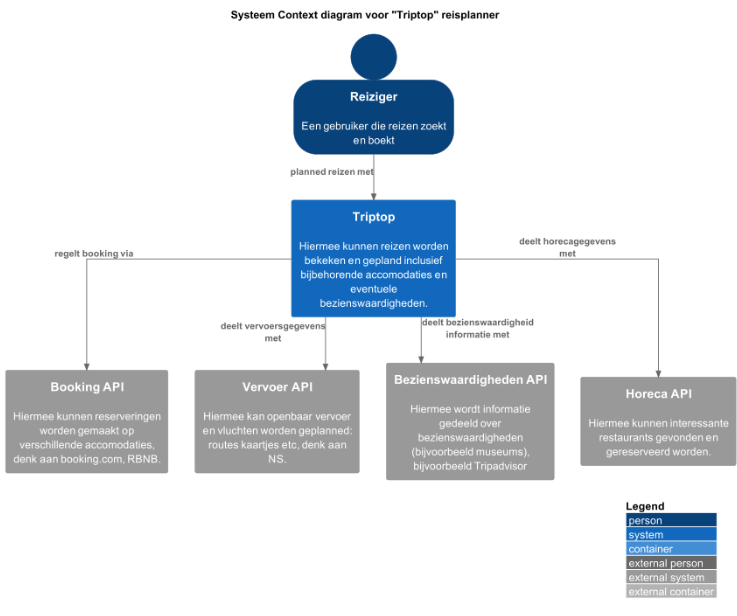 Systeem Context diagram voor "Triptop" reisplanner
Reiziger
Een gebruiker die reizen zoekt
en boekt
planned reizen met
Triptop
Hiermee kunnen reizen worden
bekeken en gepland inclusief
bijbehorende accomodaties en
eventuele
bezienswaardigheden.
regelt booking via
deelt horecagegevens
met
deelt vervoersgegevens
met
deelt bezienswaardigheid
informatie met
Booking API
Hiermee kunnen reserveringen
worden gemaakt op
verschillende accomodaties,
denk aan booking.com, RBNB.
Vervoer API
Hiermee kan openbaar vervoer
en vluchten worden geplanned:
routes kaartjes etc, denk aan
NS.
Bezienswaardigheden API
Hiermee wordt informatie
gedeeld over
bezienswaardigheden
(bijvoorbeeld museums),
bijvoorbeeld Tripadvisor
Horeca API
Hiermee kunnen interessante
restaurants gevonden en
gereserveerd worden.
Legend
person
system
container
external person
external system
external container